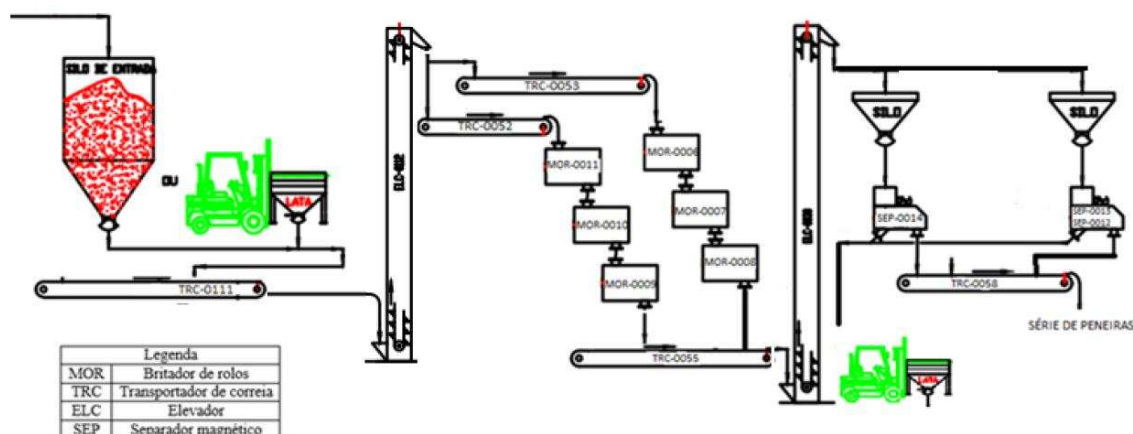 SILO DE ENTRADA
OU
LATA
TRC-0111
TRC-0053
TRC-0052
MOR-0011
MOR-0010
MOR-0009
MOR-0006
MOR-0007
MOR-0008
TRC-0055
SILO
SILO
SEP-0014
SEP-0013
SEP-0012
TRC-0058
SÉRIE DE PENEIRAS
LATA
Legenda
MOR Britador de rolos
TRC Transportador de correia
ELC Elevador
SEP Separador magnético